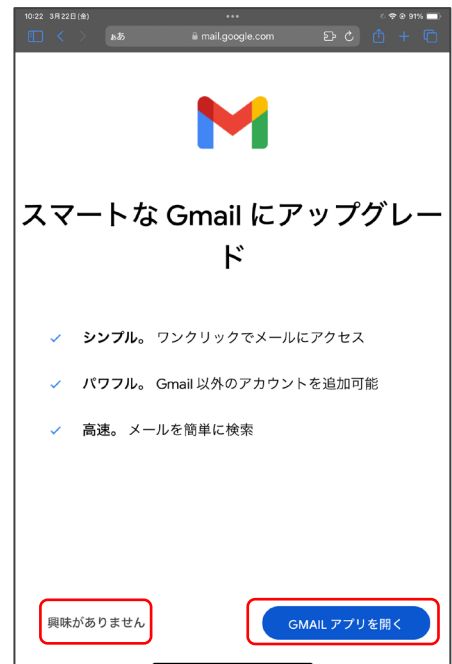 10:22 3月22日(金)
91%
ぁあ
mail.google.com
スマートな Gmail にアップグレー
ド
シンプル。 ワンクリックでメールにアクセス
パワフル。 Gmail 以外のアカウントを追加可能
高速。 メールを簡単に検索
興味がありません
GMAIL アプリを開く